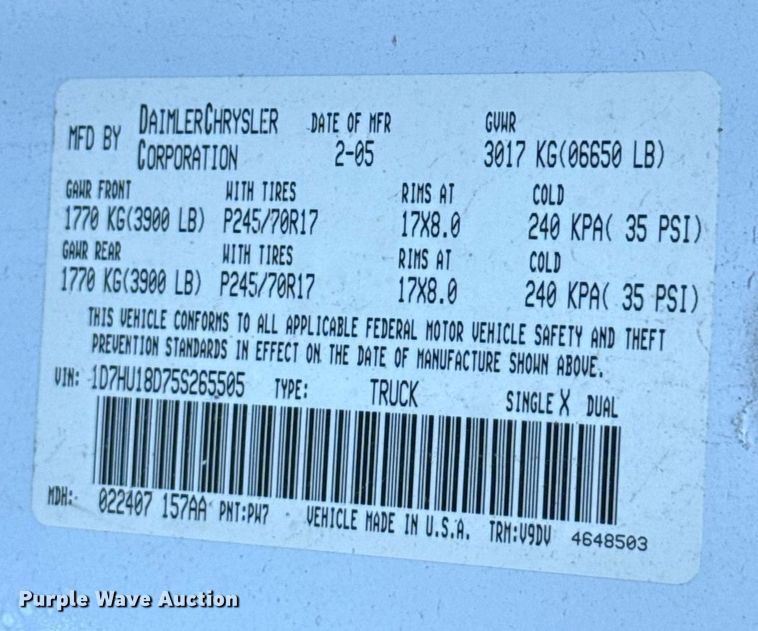 MFD BY DAIMLERCHRYSLER CORPORATION DATE OF MFR 2-05 GVWR 3017 KG(06650 LB)
GAWR FRONT WITH TIRES RIMS AT COLD
1770 KG(3900 LB) P245/70R17 17X8.0 240 KPA( 35 PSI)
GAWR REAR WITH TIRES RIMS AT COLD
1770 KG(3900 LB) P245/70R17 17X8.0 240 KPA( 35 PSI)
THIS VEHICLE CONFORMS TO ALL APPLICABLE FEDERAL MOTOR VEHICLE SAFETY AND THEFT
PREVENTION STANDARDS IN EFFECT ON THE DATE OF MANUFACTURE SHOWN ABOVE.
VIN: 1D7HU18D75S265505 TYPE: TRUCK SINGLE X DUAL
MDH: 022407 157AA PNT:PW7 VEHICLE MADE IN U.S.A. TRM:V9DV 4648503
Purple Wave Auction